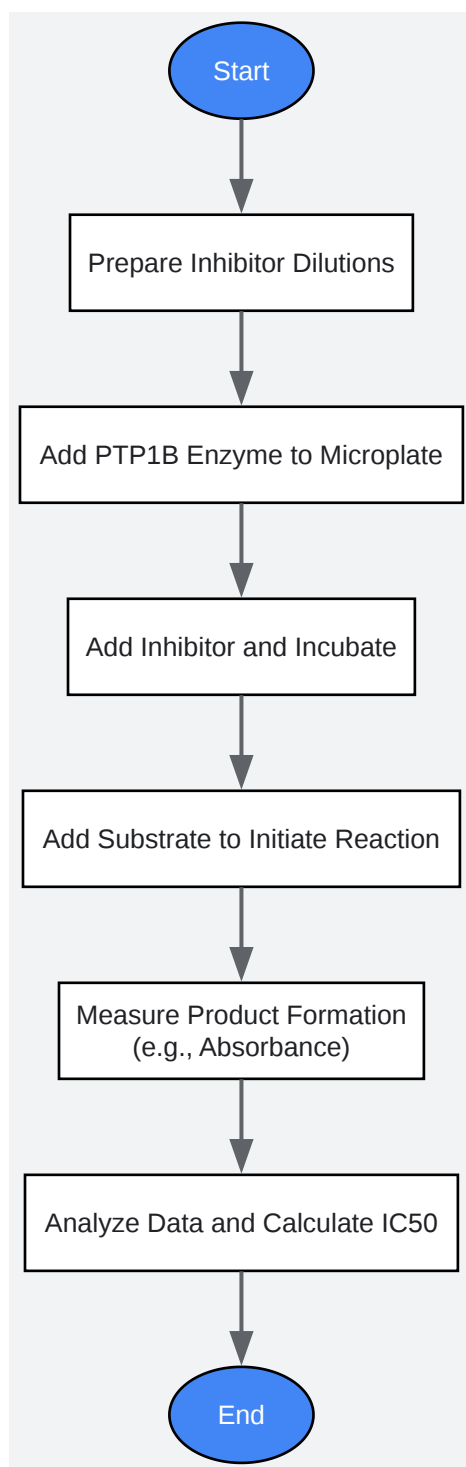 Start
Prepare Inhibitor Dilutions
Add PTP1B Enzyme to Microplate
Add Inhibitor and Incubate
Add Substrate to Initiate Reaction
Measure Product Formation
(e.g., Absorbance)
Analyze Data and Calculate IC50
End